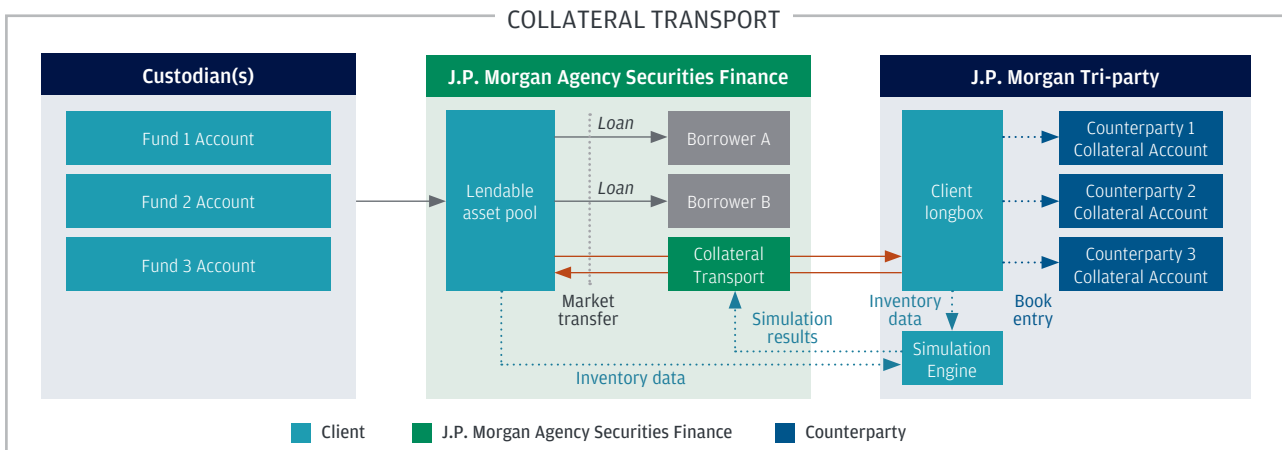 COLLATERAL TRANSPORT
Custodian(s)
Fund 1 Account
Fund 2 Account
Fund 3 Account
J.P. Morgan Agency Securities Finance
Lendable
asset pool
Loan
Borrower A
Loan
Borrower B
Collateral
Transport
Market
transfer
Simulation
results
Inventory data
J.P. Morgan Tri-party
Client
longbox
Counterparty 1
Collateral Account
Counterparty 2
Collateral Account
Counterparty 3
Collateral Account
Inventory
data
Book
entry
Simulation
Engine
Client
J.P. Morgan Agency Securities Finance
Counterparty